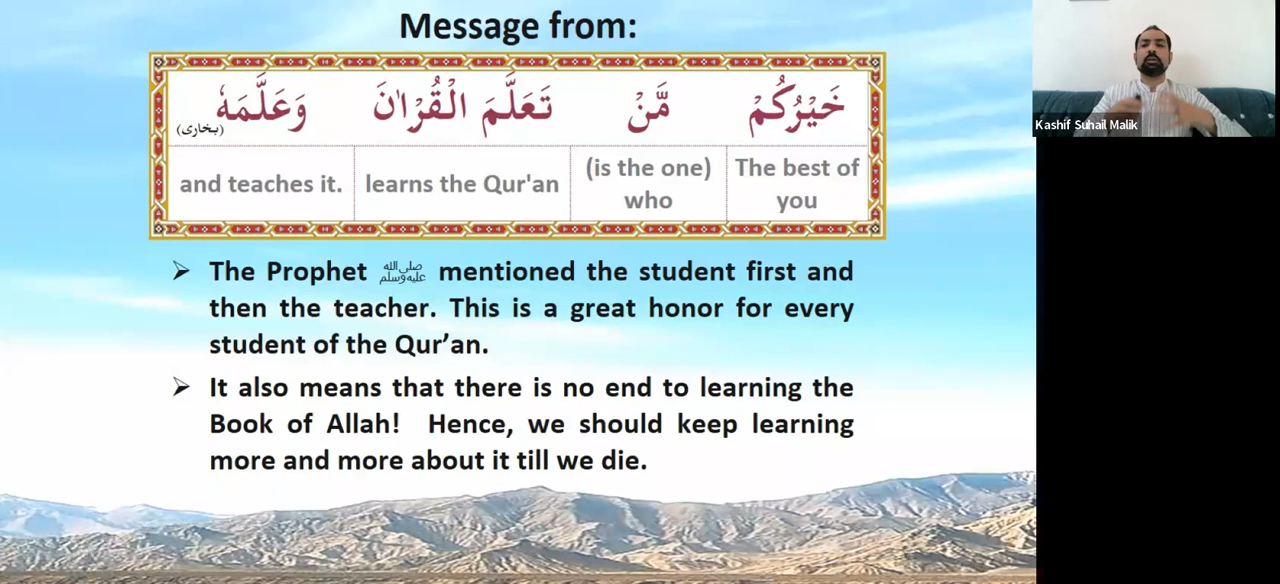 Message from:
خَيْرُكُمْ مَّنْ تَعَلَّمَ الْقُرْاٰنَ وَعَلَّمَهٗ (بخاری)
The best of you
(is the one) who
learns the Qur'an
and teaches it.
➢ The Prophet ﷺ mentioned the student first and
then the teacher. This is a great honor for every
student of the Qur’an.
➢ It also means that there is no end to learning the
Book of Allah! Hence, we should keep learning
more and more about it till we die.
Kashif Suhail Malik